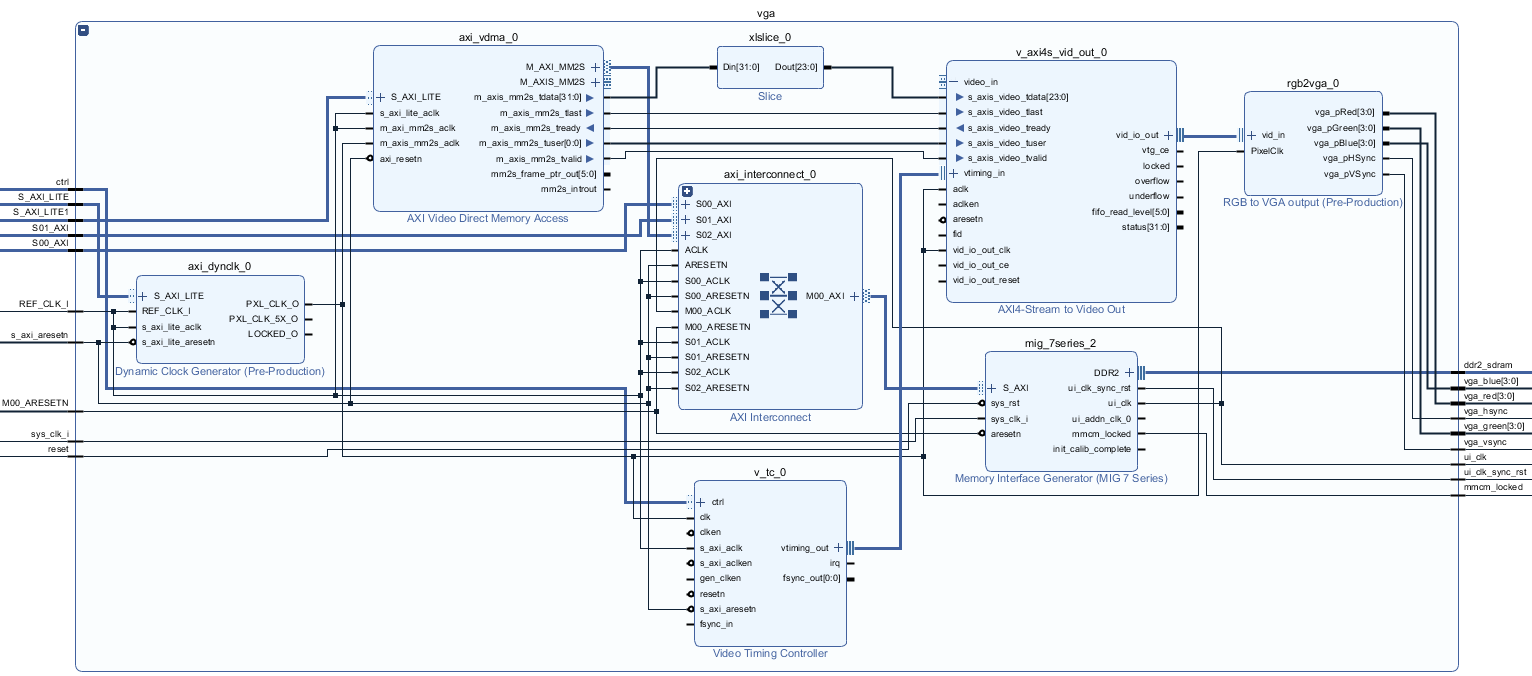 vga
axi_vdma_0
M_AXI_MM2S
M_AXIS_MM2S
S_AXI_LITE
m_axis_mm2s_tdata[31:0]
s_axi_lite_aclk
m_axis_mm2s_tlast
m_axi_mm2s_aclk
m_axis_mm2s_tready
m_axis_mm2s_aclk
m_axis_mm2s_tuser[0:0]
axi_resetn
m_axis_mm2s_tvalid
mm2s_frame_ptr_out[5:0]
mm2s_introut
AXI Video Direct Memory Access
xlslice_0
Din[31:0]
Dout[23:0]
Slice
v_axi4s_vid_out_0
video_in
s_axis_video_tdata[23:0]
s_axis_video_tlast
s_axis_video_tready
s_axis_video_tuser
s_axis_video_tvalid
vtiming_in
aclk
aclken
aresetn
fid
vid_io_out_clk
vid_io_out_ce
vid_io_out_reset
vid_io_out
vtg_ce
locked
overflow
underflow
fifo_read_level[5:0]
status[31:0]
AXI4-Stream to Video Out
rgb2vga_0
vid_in
PixelClk
vga_pRed[3:0]
vga_pGreen[3:0]
vga_pBlue[3:0]
vga_pHSync
vga_pVSync
RGB to VGA output (Pre-Production)
axi_interconnect_0
S00_AXI
S01_AXI
S02_AXI
ACLK
ARESETN
S00_ACLK
S00_ARESETN
M00_ACLK
M00_ARESETN
S01_ACLK
S01_ARESETN
S02_ACLK
S02_ARESETN
M00_AXI
AXI Interconnect
ctrl
S_AXI_LITE
S_AXI_LITE1
S01_AXI
S00_AXI
REF_CLK_I
s_axi_aresetn
M00_ARESETN
sys_clk_i
reset
axi_dynclk_0
S_AXI_LITE
REF_CLK_I
s_axi_lite_aclk
s_axi_lite_aresetn
PXL_CLK_O
PXL_CLK_5X_O
LOCKED_O
Dynamic Clock Generator (Pre-Production)
mig_7series_2
S_AXI
sys_rst
sys_clk_i
aresetn
DDR2
ui_clk_sync_rst
ui_clk
ui_addn_clk_0
mmcm_locked
init_calib_complete
Memory Interface Generator (MIG 7 Series)
v_tc_0
ctrl
clk
clken
s_axi_aclk
s_axi_aclken
gen_clken
resetn
s_axi_aresetn
fsync_in
vtiming_out
irq
fsync_out[0:0]
Video Timing Controller
ddr2_sdram
vga_blue[3:0]
vga_red[3:0]
vga_hsync
vga_green[3:0]
vga_vsync
ui_clk
ui_clk_sync_rst
mmcm_locked